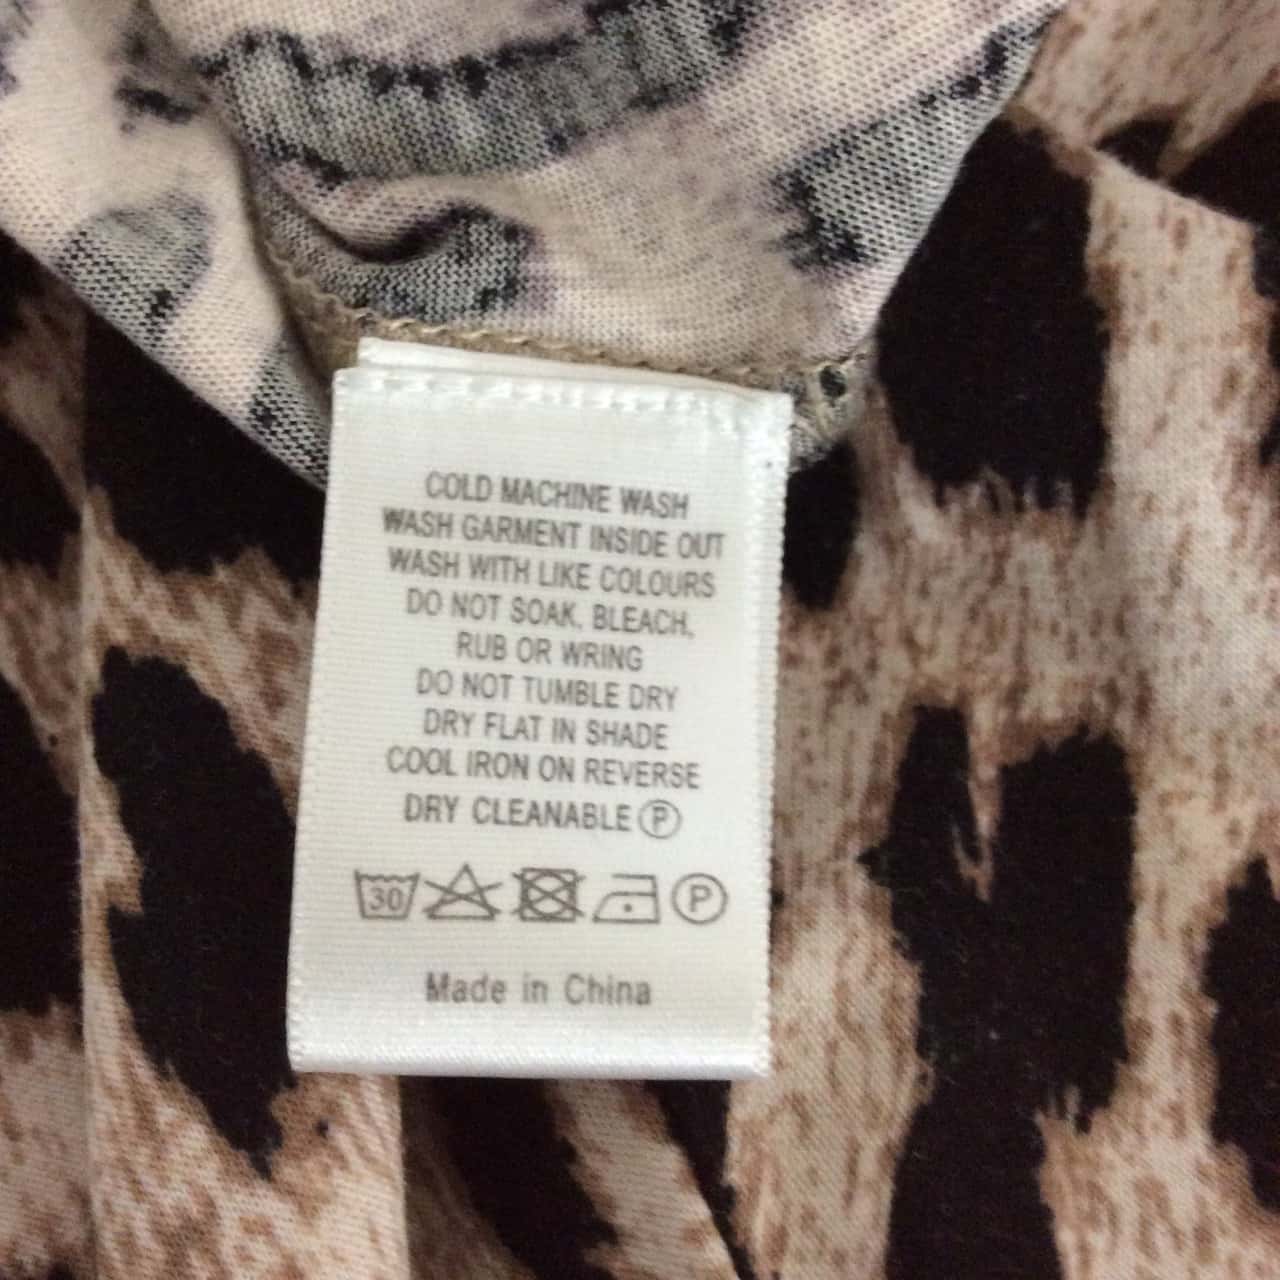 COLD MACHINE WASH
WASH GARMENT INSIDE OUT
WASH WITH LIKE COLOURS
DO NOT SOAK, BLEACH,
RUB OR WRING
DO NOT TUMBLE DRY
DRY FLAT IN SHADE
COOL IRON ON REVERSE
DRY CLEANABLE P
30 P
Made in China